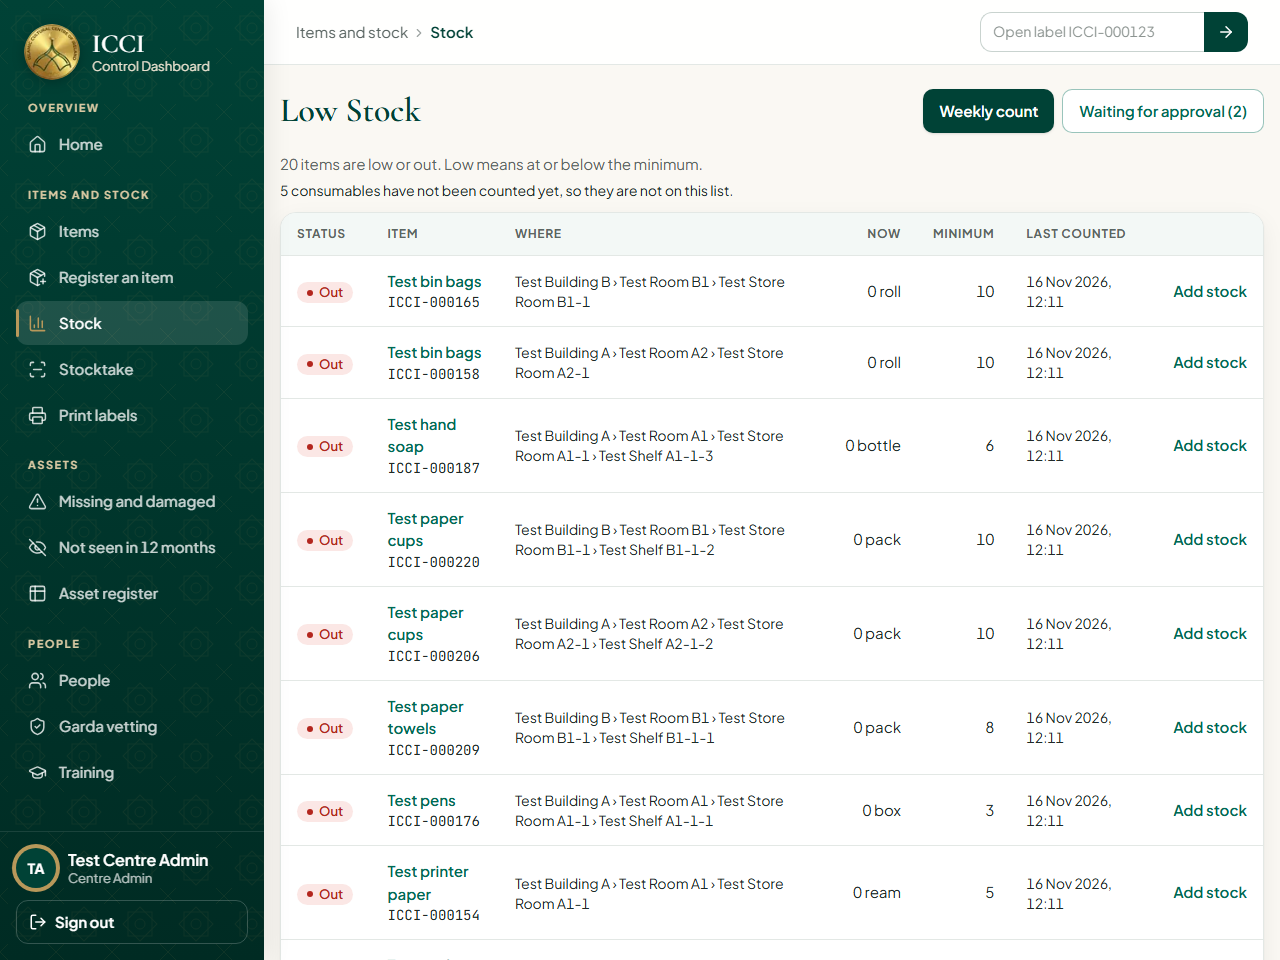 ICCI
Control Dashboard
OVERVIEW
Home
ITEMS AND STOCK
Items
Register an item
Stock
Stocktake
Print labels
ASSETS
Missing and damaged
Not seen in 12 months
Asset register
PEOPLE
People
Garda vetting
Training
TA
Test Centre Admin
Centre Admin
Sign out
Items and stock › Stock
Open label ICCI-000123
Low Stock
Weekly count
Waiting for approval (2)
20 items are low or out. Low means at or below the minimum.
5 consumables have not been counted yet, so they are not on this list.
STATUS ITEM WHERE NOW MINIMUM LAST COUNTED
Out
Test bin bags
ICCI-000165
Test Building B › Test Room B1 › Test Store
Room B1-1
0 roll
10
16 Nov 2026,
12:11
Add stock
Out
Test bin bags
ICCI-000158
Test Building A › Test Room A2 › Test Store
Room A2-1
0 roll
10
16 Nov 2026,
12:11
Add stock
Out
Test hand
soap
ICCI-000187
Test Building A › Test Room A1 › Test Store
Room A1-1 › Test Shelf A1-1-3
0 bottle
6
16 Nov 2026,
12:11
Add stock
Out
Test paper
cups
ICCI-000220
Test Building B › Test Room B1 › Test Store
Room B1-1 › Test Shelf B1-1-2
0 pack
10
16 Nov 2026,
12:11
Add stock
Out
Test paper
cups
ICCI-000206
Test Building A › Test Room A2 › Test Store
Room A2-1 › Test Shelf A2-1-2
0 pack
10
16 Nov 2026,
12:11
Add stock
Out
Test paper
towels
ICCI-000209
Test Building B › Test Room B1 › Test Store
Room B1-1 › Test Shelf B1-1-1
0 pack
8
16 Nov 2026,
12:11
Add stock
Out
Test pens
ICCI-000176
Test Building A › Test Room A1 › Test Store
Room A1-1 › Test Shelf A1-1-1
0 box
3
16 Nov 2026,
12:11
Add stock
Out
Test printer
paper
ICCI-000154
Test Building A › Test Room A1 › Test Store
Room A1-1
0 ream
5
16 Nov 2026,
12:11
Add stock